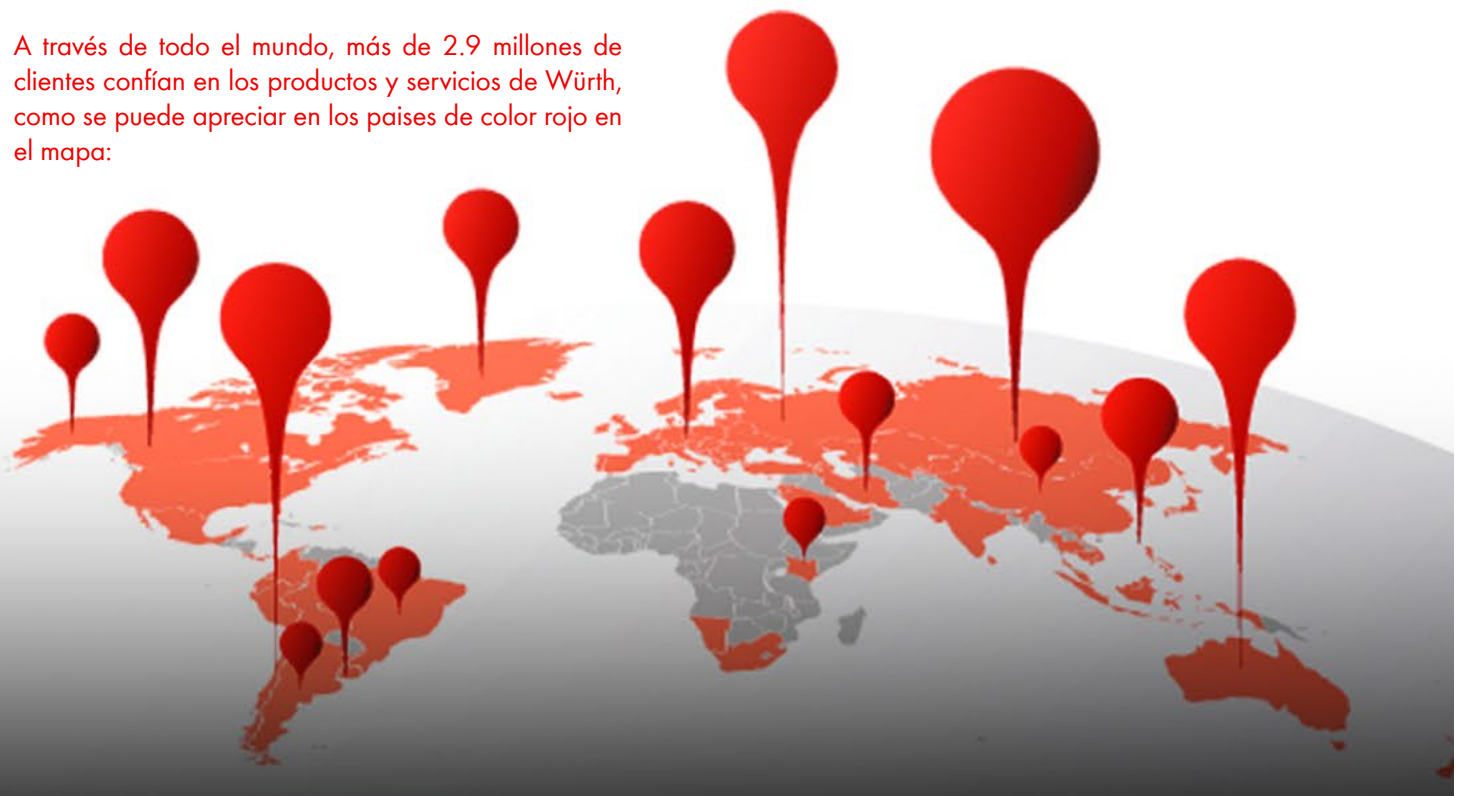 A través de todo el mundo, más de 2.9 millones de
clientes confían en los productos y servicios de Würth,
como se puede apreciar en los paises de color rojo en
el mapa: